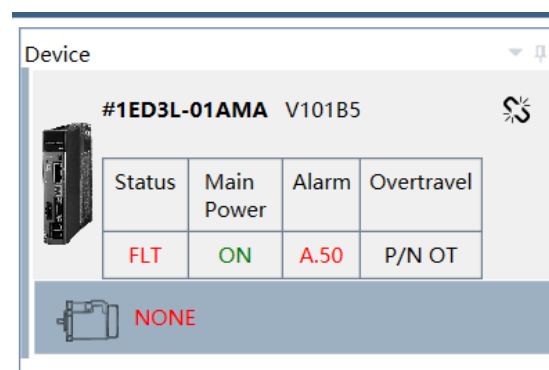 Device
#1ED3L-01AMA V101B5
Status Main Power Alarm Overtravel
FLT ON A.50 P/N OT
NONE